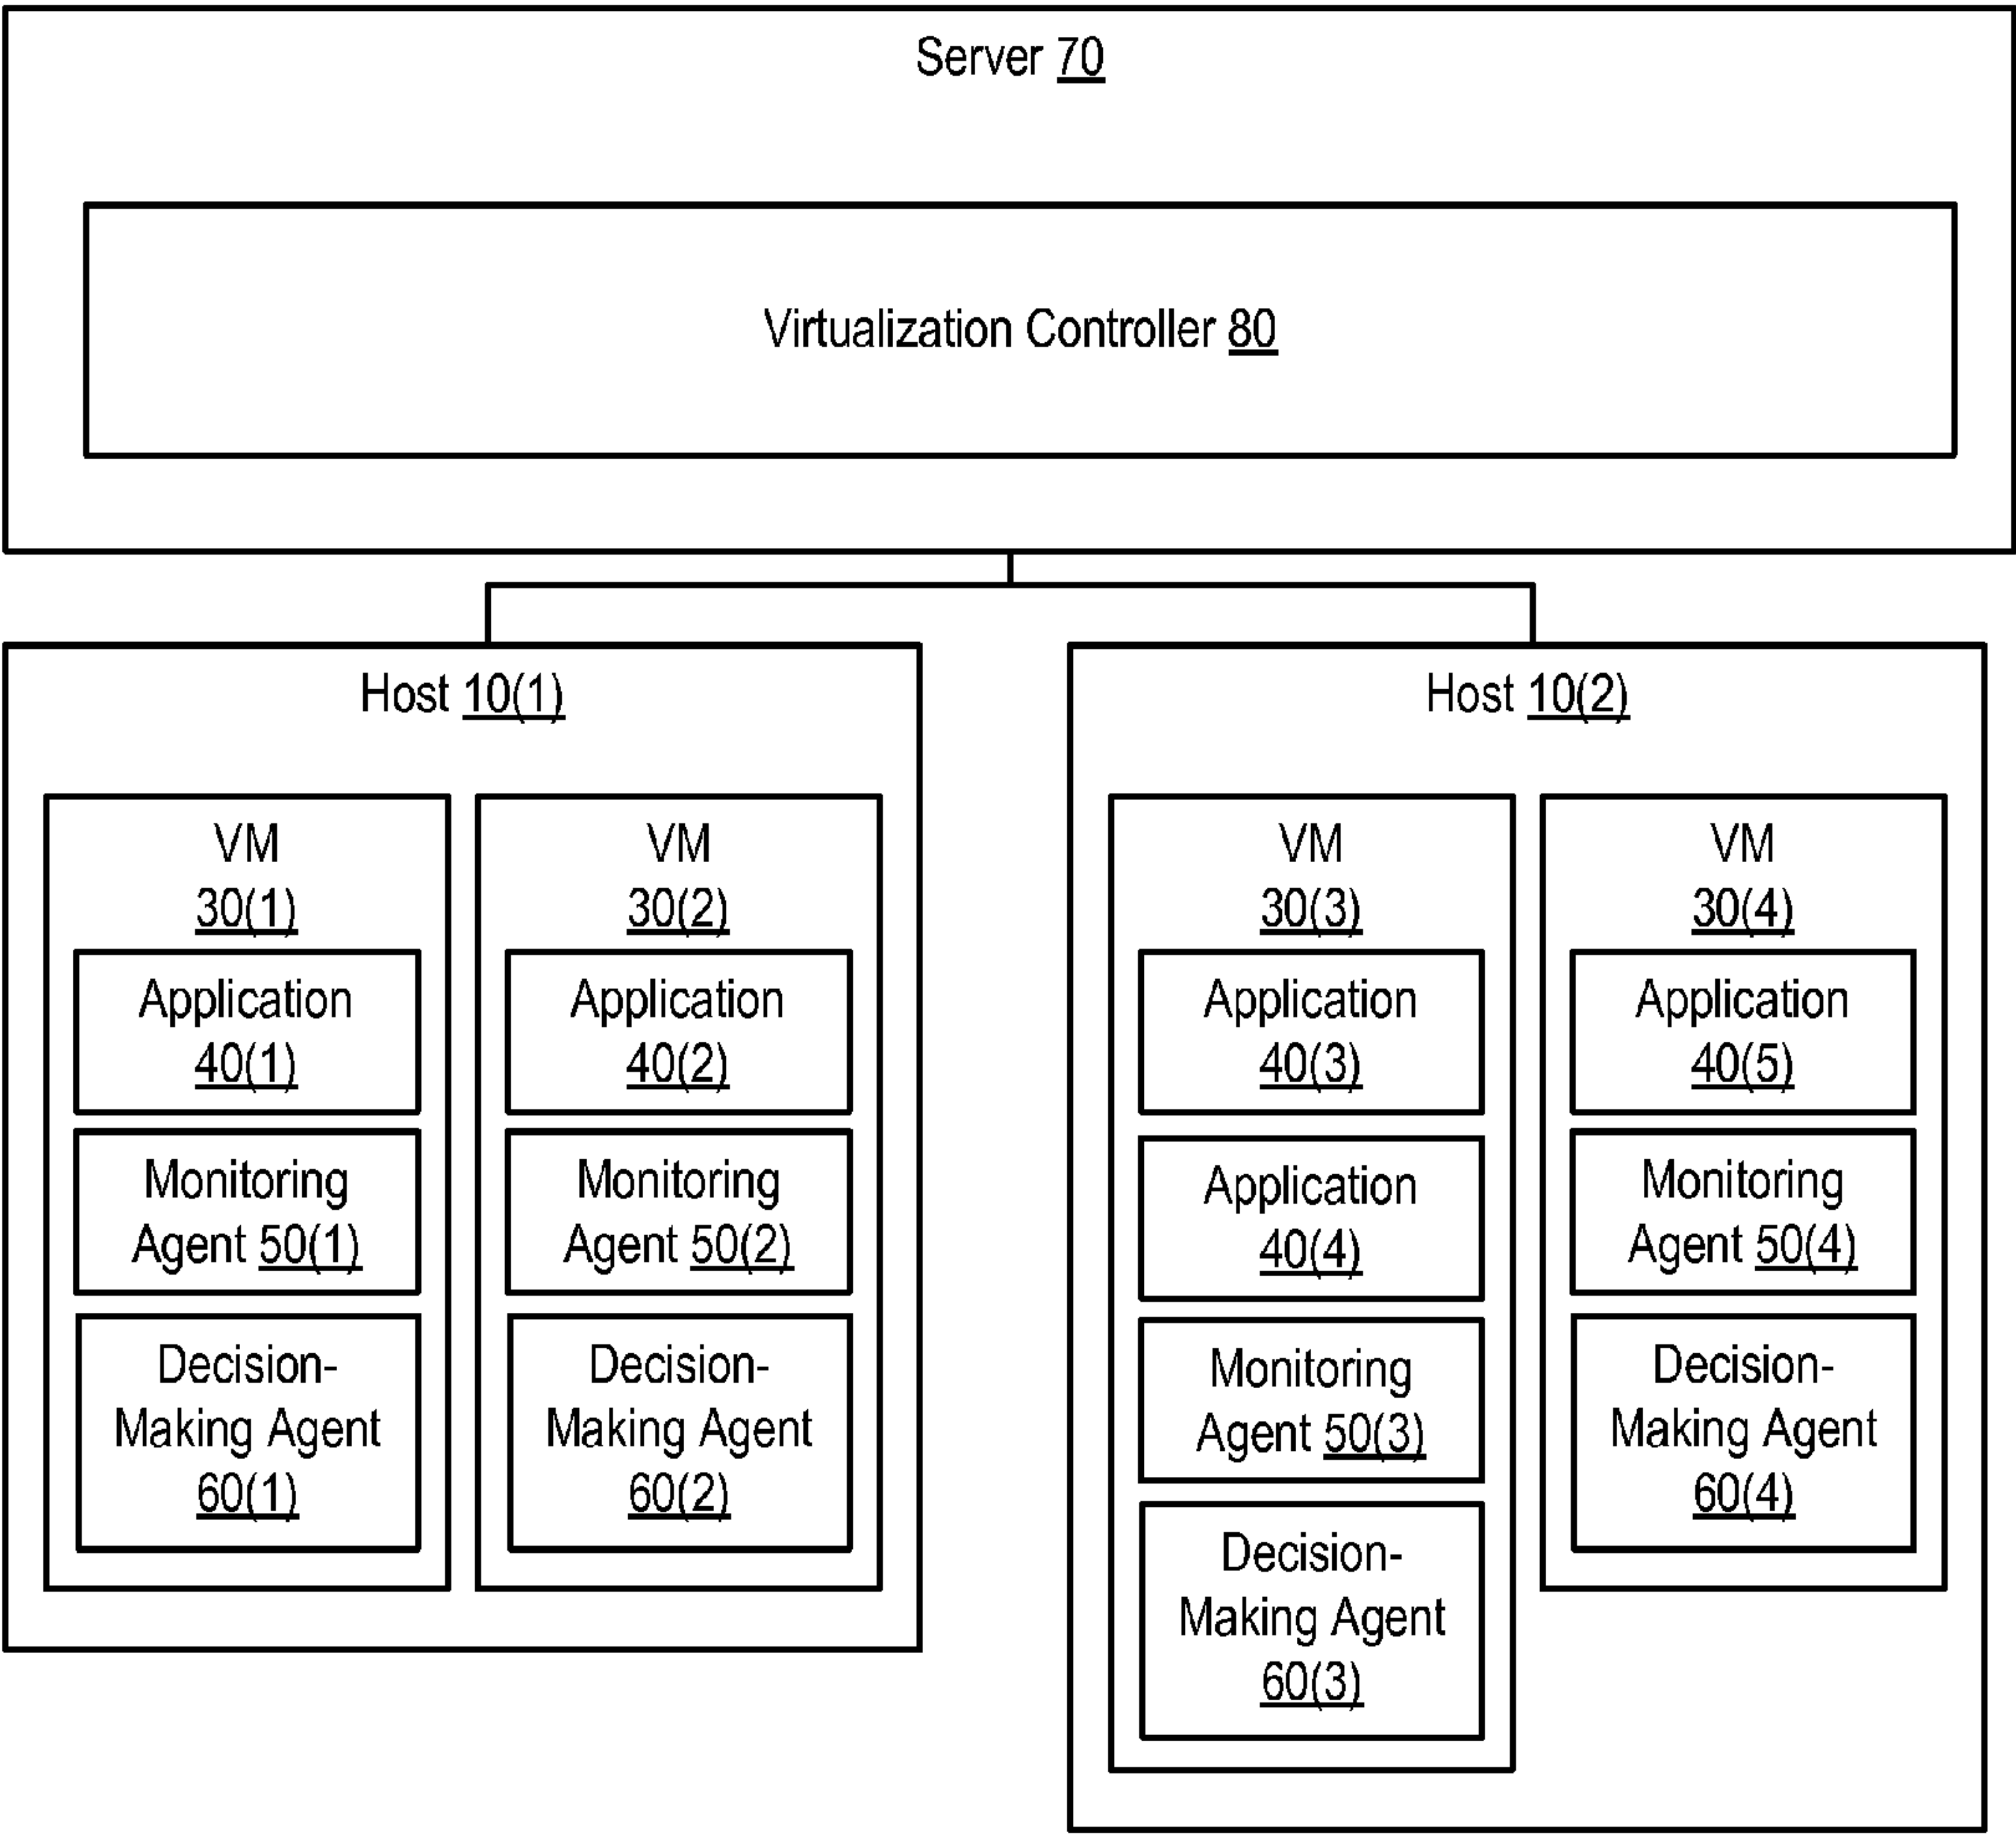 Server 70
Virtualization Controller 80
Host 10(1)
VM
30(1)
Application
40(1)
Monitoring
Agent 50(1)
Decision-
Making Agent
60(1)
VM
30(2)
Application
40(2)
Monitoring
Agent 50(2)
Decision-
Making Agent
60(2)
Host 10(2)
VM
30(3)
Application
40(3)
Application
40(4)
Monitoring
Agent 50(3)
Decision-
Making Agent
60(3)
VM
30(4)
Application
40(5)
Monitoring
Agent 50(4)
Decision-
Making Agent
60(4)